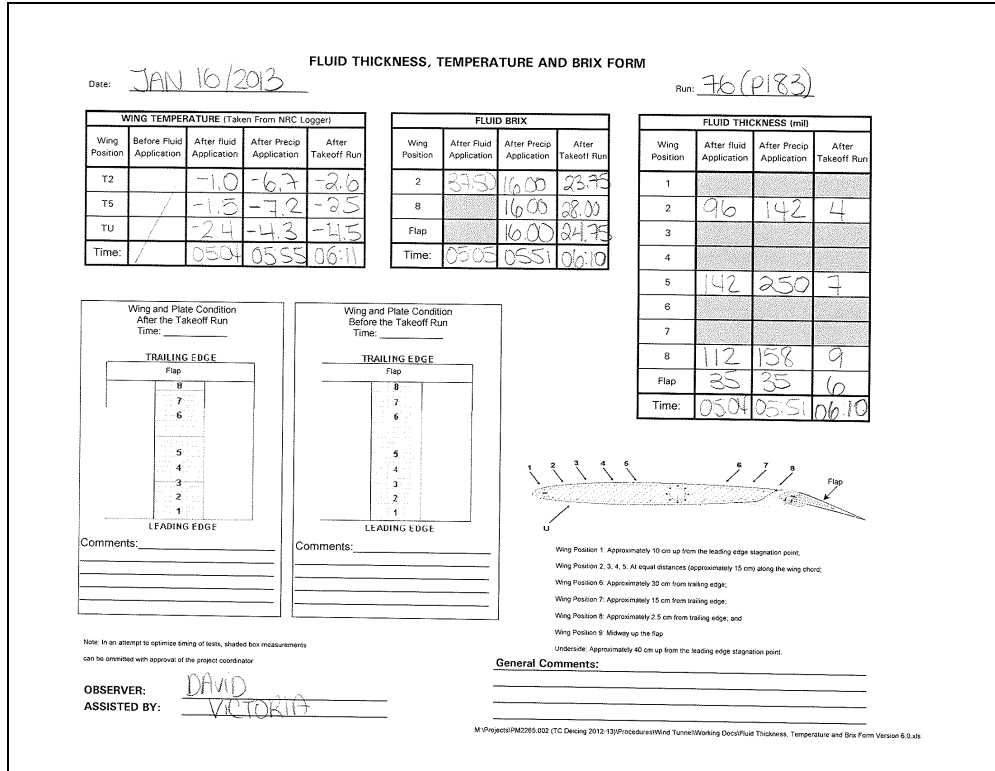 FLUID THICKNESS, TEMPERATURE AND BRIX FORM
Date: JAN 16/2013
Run: 76 (P183)
WING TEMPERATURE (Taken From NRC Logger)
Wing Position | Before Fluid Application | After fluid Application | After Precip Application | After Takeoff Run
T2 | -1.0 | -6.7 | -2.6
T5 | -1.5 | -7.2 | -2.5
TU | -2.4 | -4.3 | -4.5
Time: | 0504 | 0555 | 06:11
FLUID BRIX
Wing Position | After Fluid Application | After Precip Application | After Takeoff Run
2 | 37.50 | 16.00 | 23.75
8 | 16.00 | 28.00
Flap | 16.00 | 24.75
Time: | 0505 | 0551 | 06:10
FLUID THICKNESS (mil)
Wing Position | After fluid Application | After Precip Application | After Takeoff Run
1
2 | 96 | 142 | 4
3
4
5 | 142 | 250 | 7
6
7
8 | 112 | 158 | 9
Flap | 35 | 35 | 6
Time: | 0504 | 05:51 | 06.10
Wing and Plate Condition
After the Takeoff Run
Time:
TRAILING EDGE
Flap
8
7
6
5
4
3
2
1
LEADING EDGE
Comments:
Wing and Plate Condition
Before the Takeoff Run
Time:
TRAILING EDGE
Flap
8
7
6
5
4
3
2
1
LEADING EDGE
Comments:
1 2 3 4 5 6 7 8
Flap
U
Wing Position 1: Approximately 10 cm up from the leading edge stagnation point;
Wing Position 2, 3, 4, 5: At equal distances (approximately 15 cm) along the wing chord;
Wing Position 6: Approximately 30 cm from trailing edge;
Wing Position 7: Approximately 15 cm from trailing edge;
Wing Position 8: Approximately 2.5 cm from trailing edge; and
Wing Position 9: Midway up the flap
Underside: Approximately 40 cm up from the leading edge stagnation point.
Note: In an attempt to optimize timing of tests, shaded box measurements
can be ommitted with approval of the project coordinator
OBSERVER: DAVID
ASSISTED BY: VICTORIA
General Comments:
M:\Projects\PM2265.002 (TC Deicing 2012-13)\Procedures\Wind Tunnel\Working Docs\Fluid Thickness, Temperature and Brix Form Version 6.0.xls